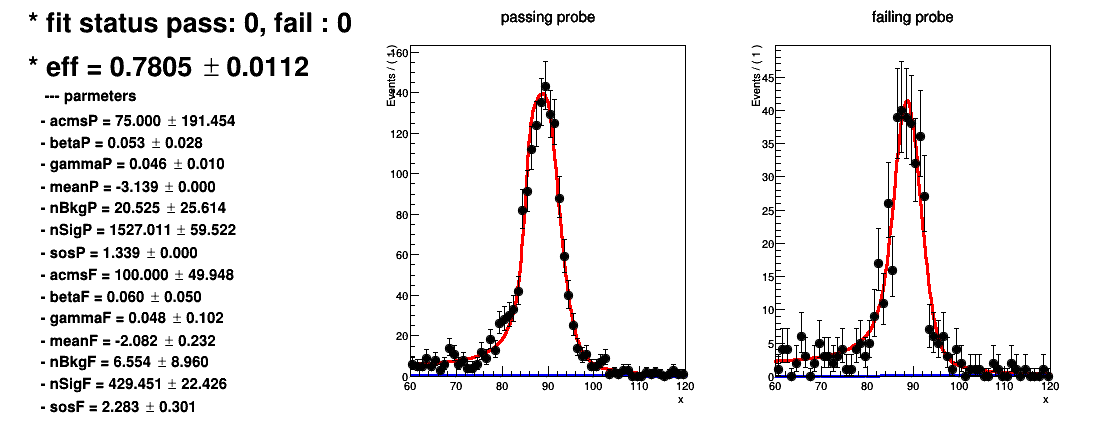 * fit status pass: 0, fail : 0
* eff = 0.7805 ± 0.0112
--- parmeters
- acmsP = 75.000 ± 191.454
- betaP = 0.053 ± 0.028
- gammaP = 0.046 ± 0.010
- meanP = -3.139 ± 0.000
- nBkgP = 20.525 ± 25.614
- nSigP = 1527.011 ± 59.522
- sosP = 1.339 ± 0.000
- acmsF = 100.000 ± 49.948
- betaF = 0.060 ± 0.050
- gammaF = 0.048 ± 0.102
- meanF = -2.082 ± 0.232
- nBkgF = 6.554 ± 8.960
- nSigF = 429.451 ± 22.426
- sosF = 2.283 ± 0.301
passing probe
Events / ( 1 )
160
140
120
100
80
60
40
20
0
60 70 80 90 100 110 120
x
failing probe
Events / ( 1 )
45
40
35
30
25
20
15
10
5
0
60 70 80 90 100 110 120
x